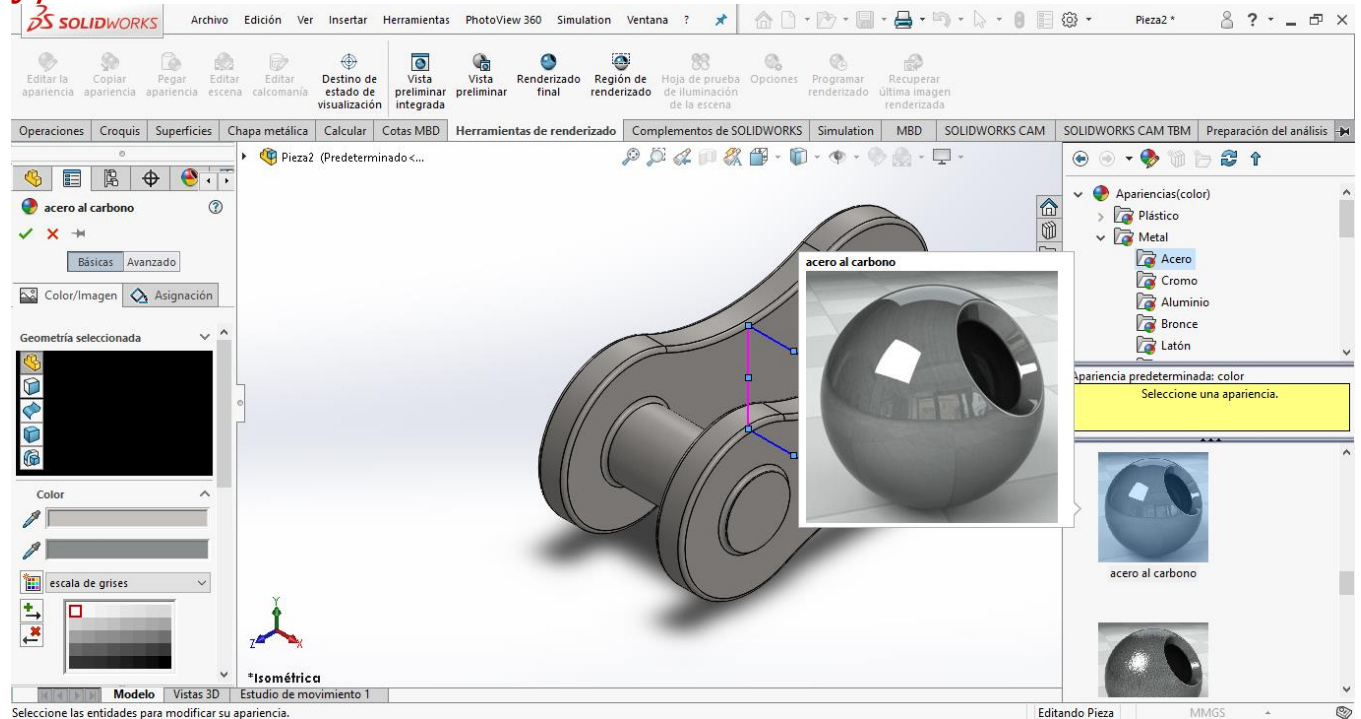 SOLIDWORKS Archivo Edición Ver Insertar Herramientas PhotoView 360 Simulation Ventana ? Pieza2 * ?
Editar la apariencia
Copiar apariencia
Pegar apariencia
Editar escena
Editar calcomanía
Destino de estado de visualización
Vista preliminar integrada
Vista preliminar
Renderizado final
Región de renderizado
Hoja de prueba de iluminación de la escena
Opciones
Programar renderizado
Recuperar última imagen renderizada
Operaciones Croquis Superficies Chapa metálica Calcular Cotas MBD Herramientas de renderizado Complementos de SOLIDWORKS Simulation MBD SOLIDWORKS CAM SOLIDWORKS CAM TBM Preparación del análisis
Pieza2 (Predeterminado<...
acero al carbono
Básicas Avanzado
Color/Imagen Asignación
Geometría seleccionada
Color
escala de grises
acero al carbono
Y
Z
X
*Isométrica
Apariencias(color)
Plástico
Metal
Acero
Cromo
Aluminio
Bronce
Latón
Apariencia predeterminada: color
Seleccione una apariencia.
acero al carbono
Modelo Vistas 3D Estudio de movimiento 1
Seleccione las entidades para modificar su apariencia. Editando Pieza MMGS